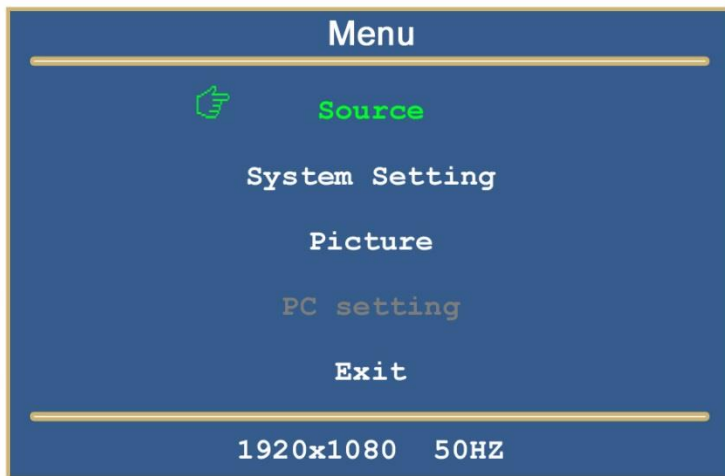 Menu
Source
System Setting
Picture
PC setting
Exit
1920x1080 50HZ